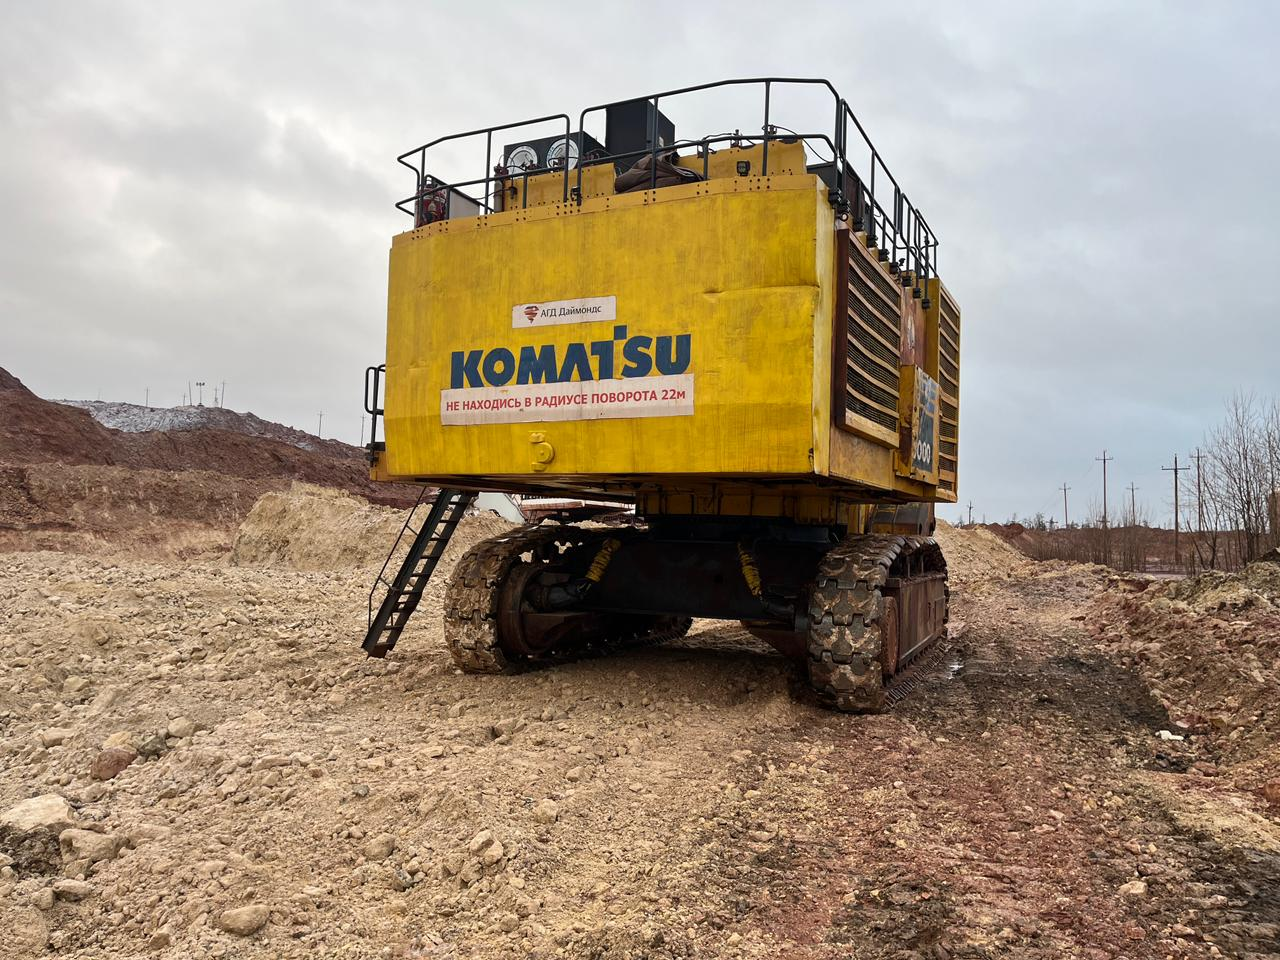 АГД Даймондс
KOMATSU
НЕ НАХОДИСЬ В РАДИУСЕ ПОВОРОТА 22м